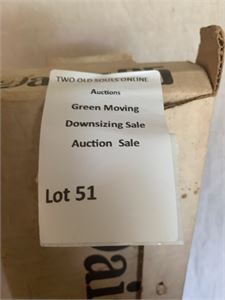 TWO OLD SOULS ONLINE
Auctions
Green Moving
Downsizing Sale
Auction Sale
Lot 51